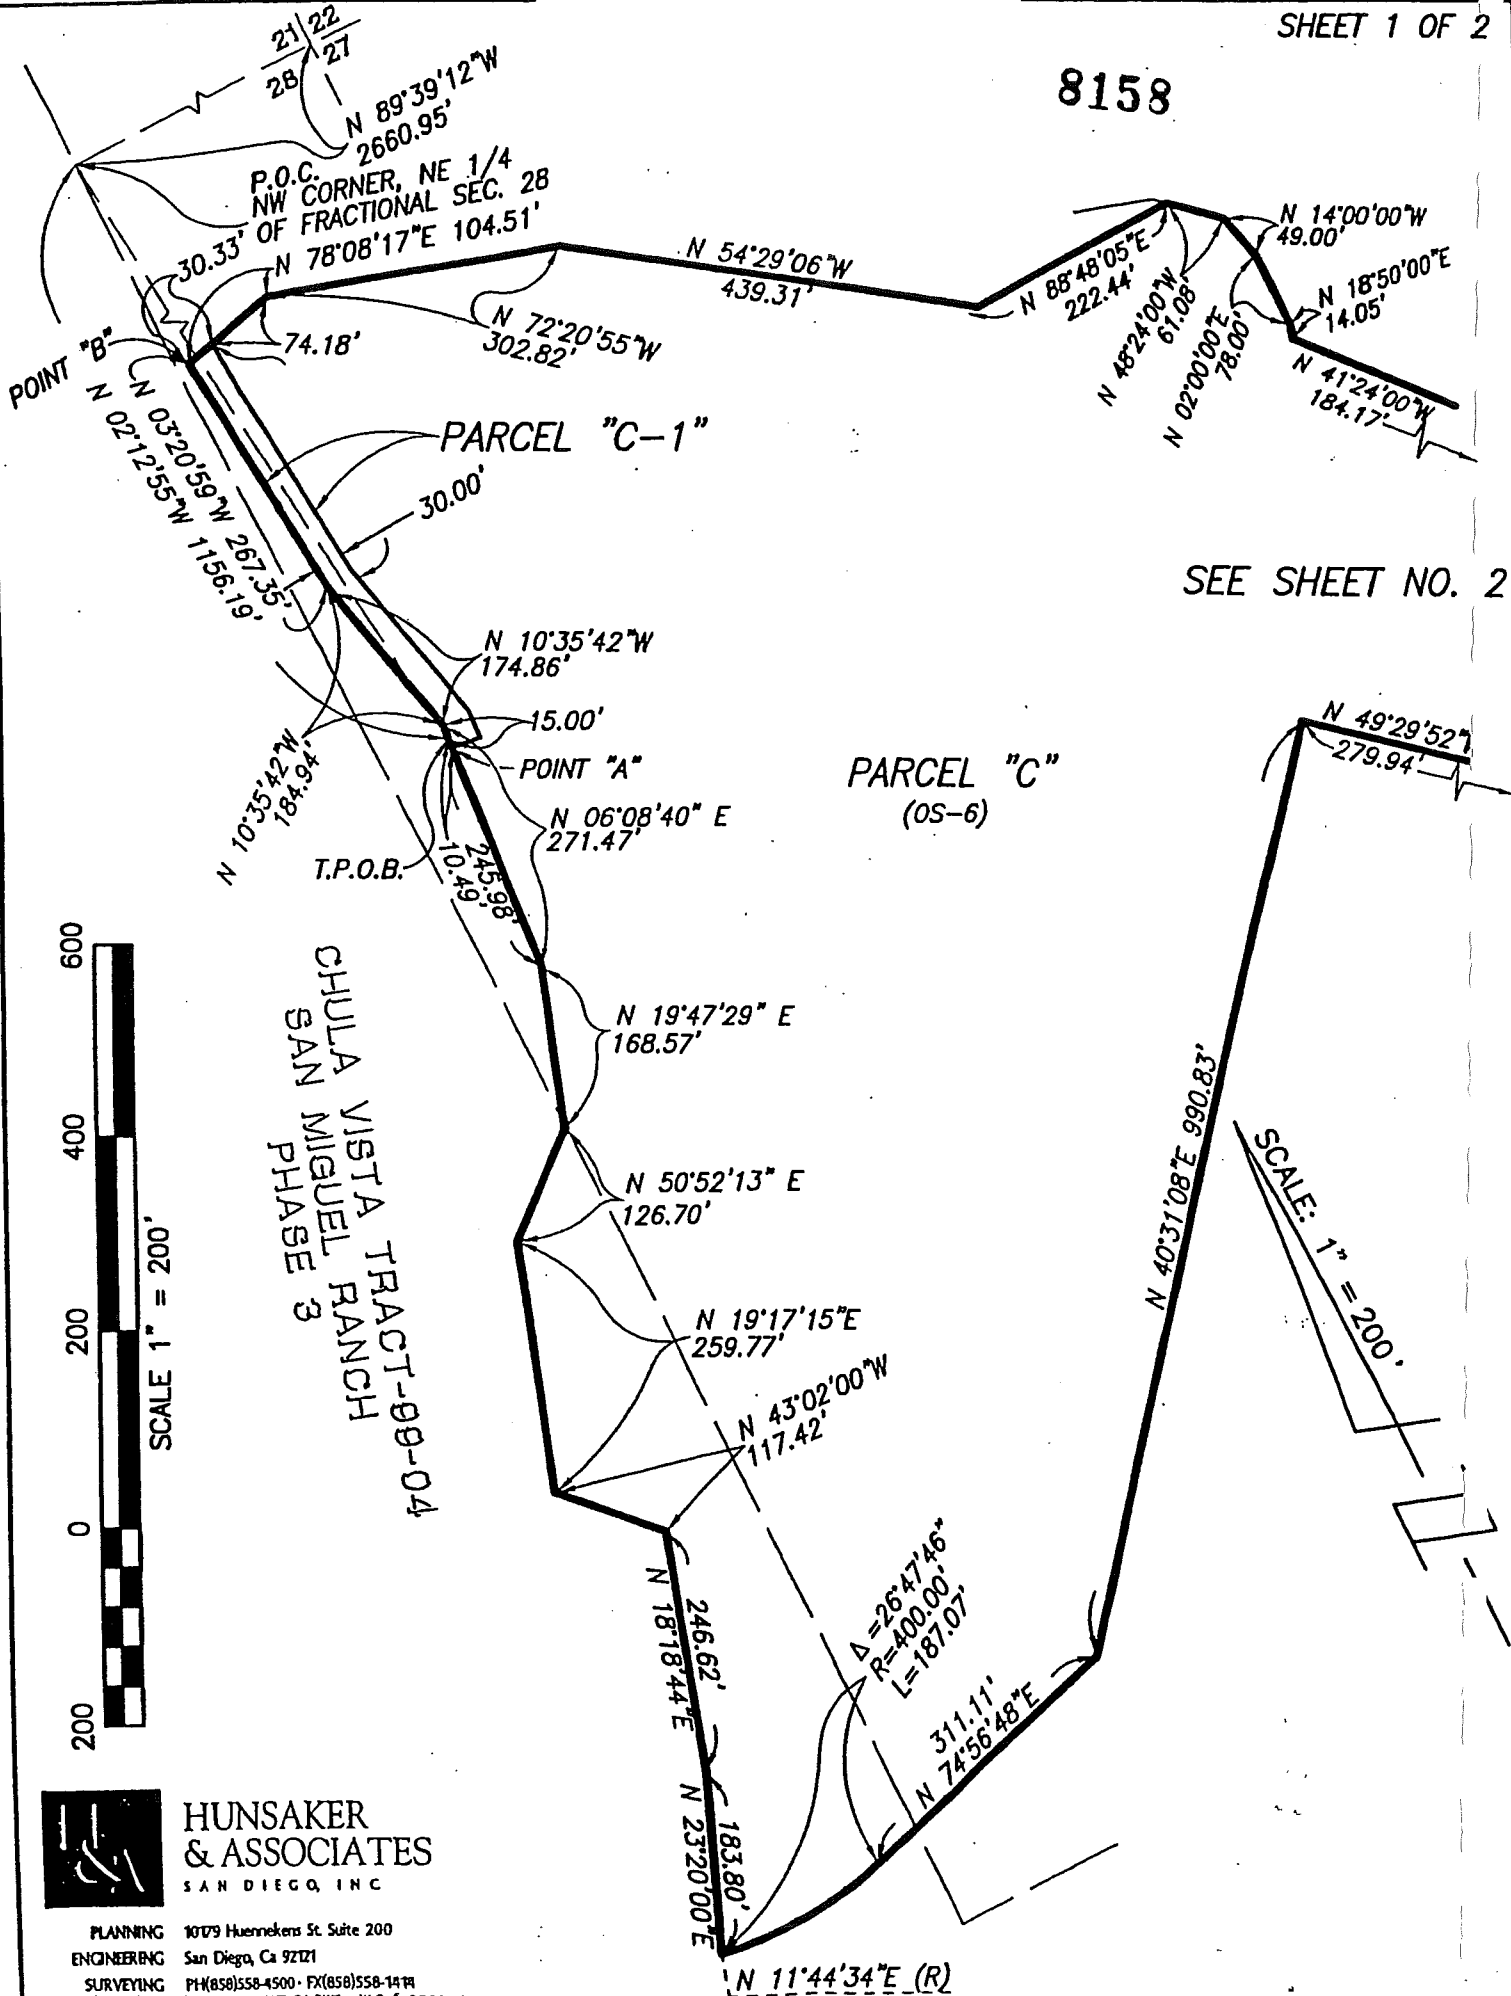 SHEET 1 OF 2
8158
21 22
28 27
N 89°39'12"W
2660.95'
P.O.C.
NW CORNER, NE 1/4
OF FRACTIONAL SEC. 28
30.33'
N 78°08'17"E 104.51'
N 54°29'06"W
439.31'
N 88°48'05"E
222.44'
N 14°00'00"W
49.00'
N 48°24'00"W
61.08'
N 18°50'00"E
14.05'
N 02°00'00"E
78.00'
N 41°24'00"W
184.17'
74.18'
N 72°20'55"W
302.82'
POINT "B"
N 03°20'59"W 267.35'
N 02°12'55"W 1156.19'
PARCEL "C-1"
30.00'
SEE SHEET NO. 2
N 10°35'42"W
174.86'
15.00'
POINT "A"
N 10°35'42"W
184.94'
T.P.O.B.
N 06°08'40" E
271.47'
245.98'
10.49'
PARCEL "C"
(OS-6)
N 49°29'52"
279.94'
N 19°47'29" E
168.57'
N 50°52'13" E
126.70'
N 19°17'15"E
259.77'
N 43°02'00"W
117.42'
N 40°31'08"E 990.83'
SCALE: 1" = 200'
CHULA VISTA TRACT-99-04
SAN MIGUEL RANCH
PHASE 3
600
400
200
0
200
SCALE 1" = 200'
Δ=26°47'46"
R=400.00'
L=187.07'
246.62'
N 18°18'44"E
311.11'
N 74°56'48"E
183.80'
N 23°20'00"E
N 11°44'34"E (R)
HUNSAKER
& ASSOCIATES
SAN DIEGO, INC
PLANNING 10179 Huennekens St. Suite 200
ENGINEERING San Diego, Ca 92121
SURVEYING PH(858)558-4500 · FX(858)558-1414